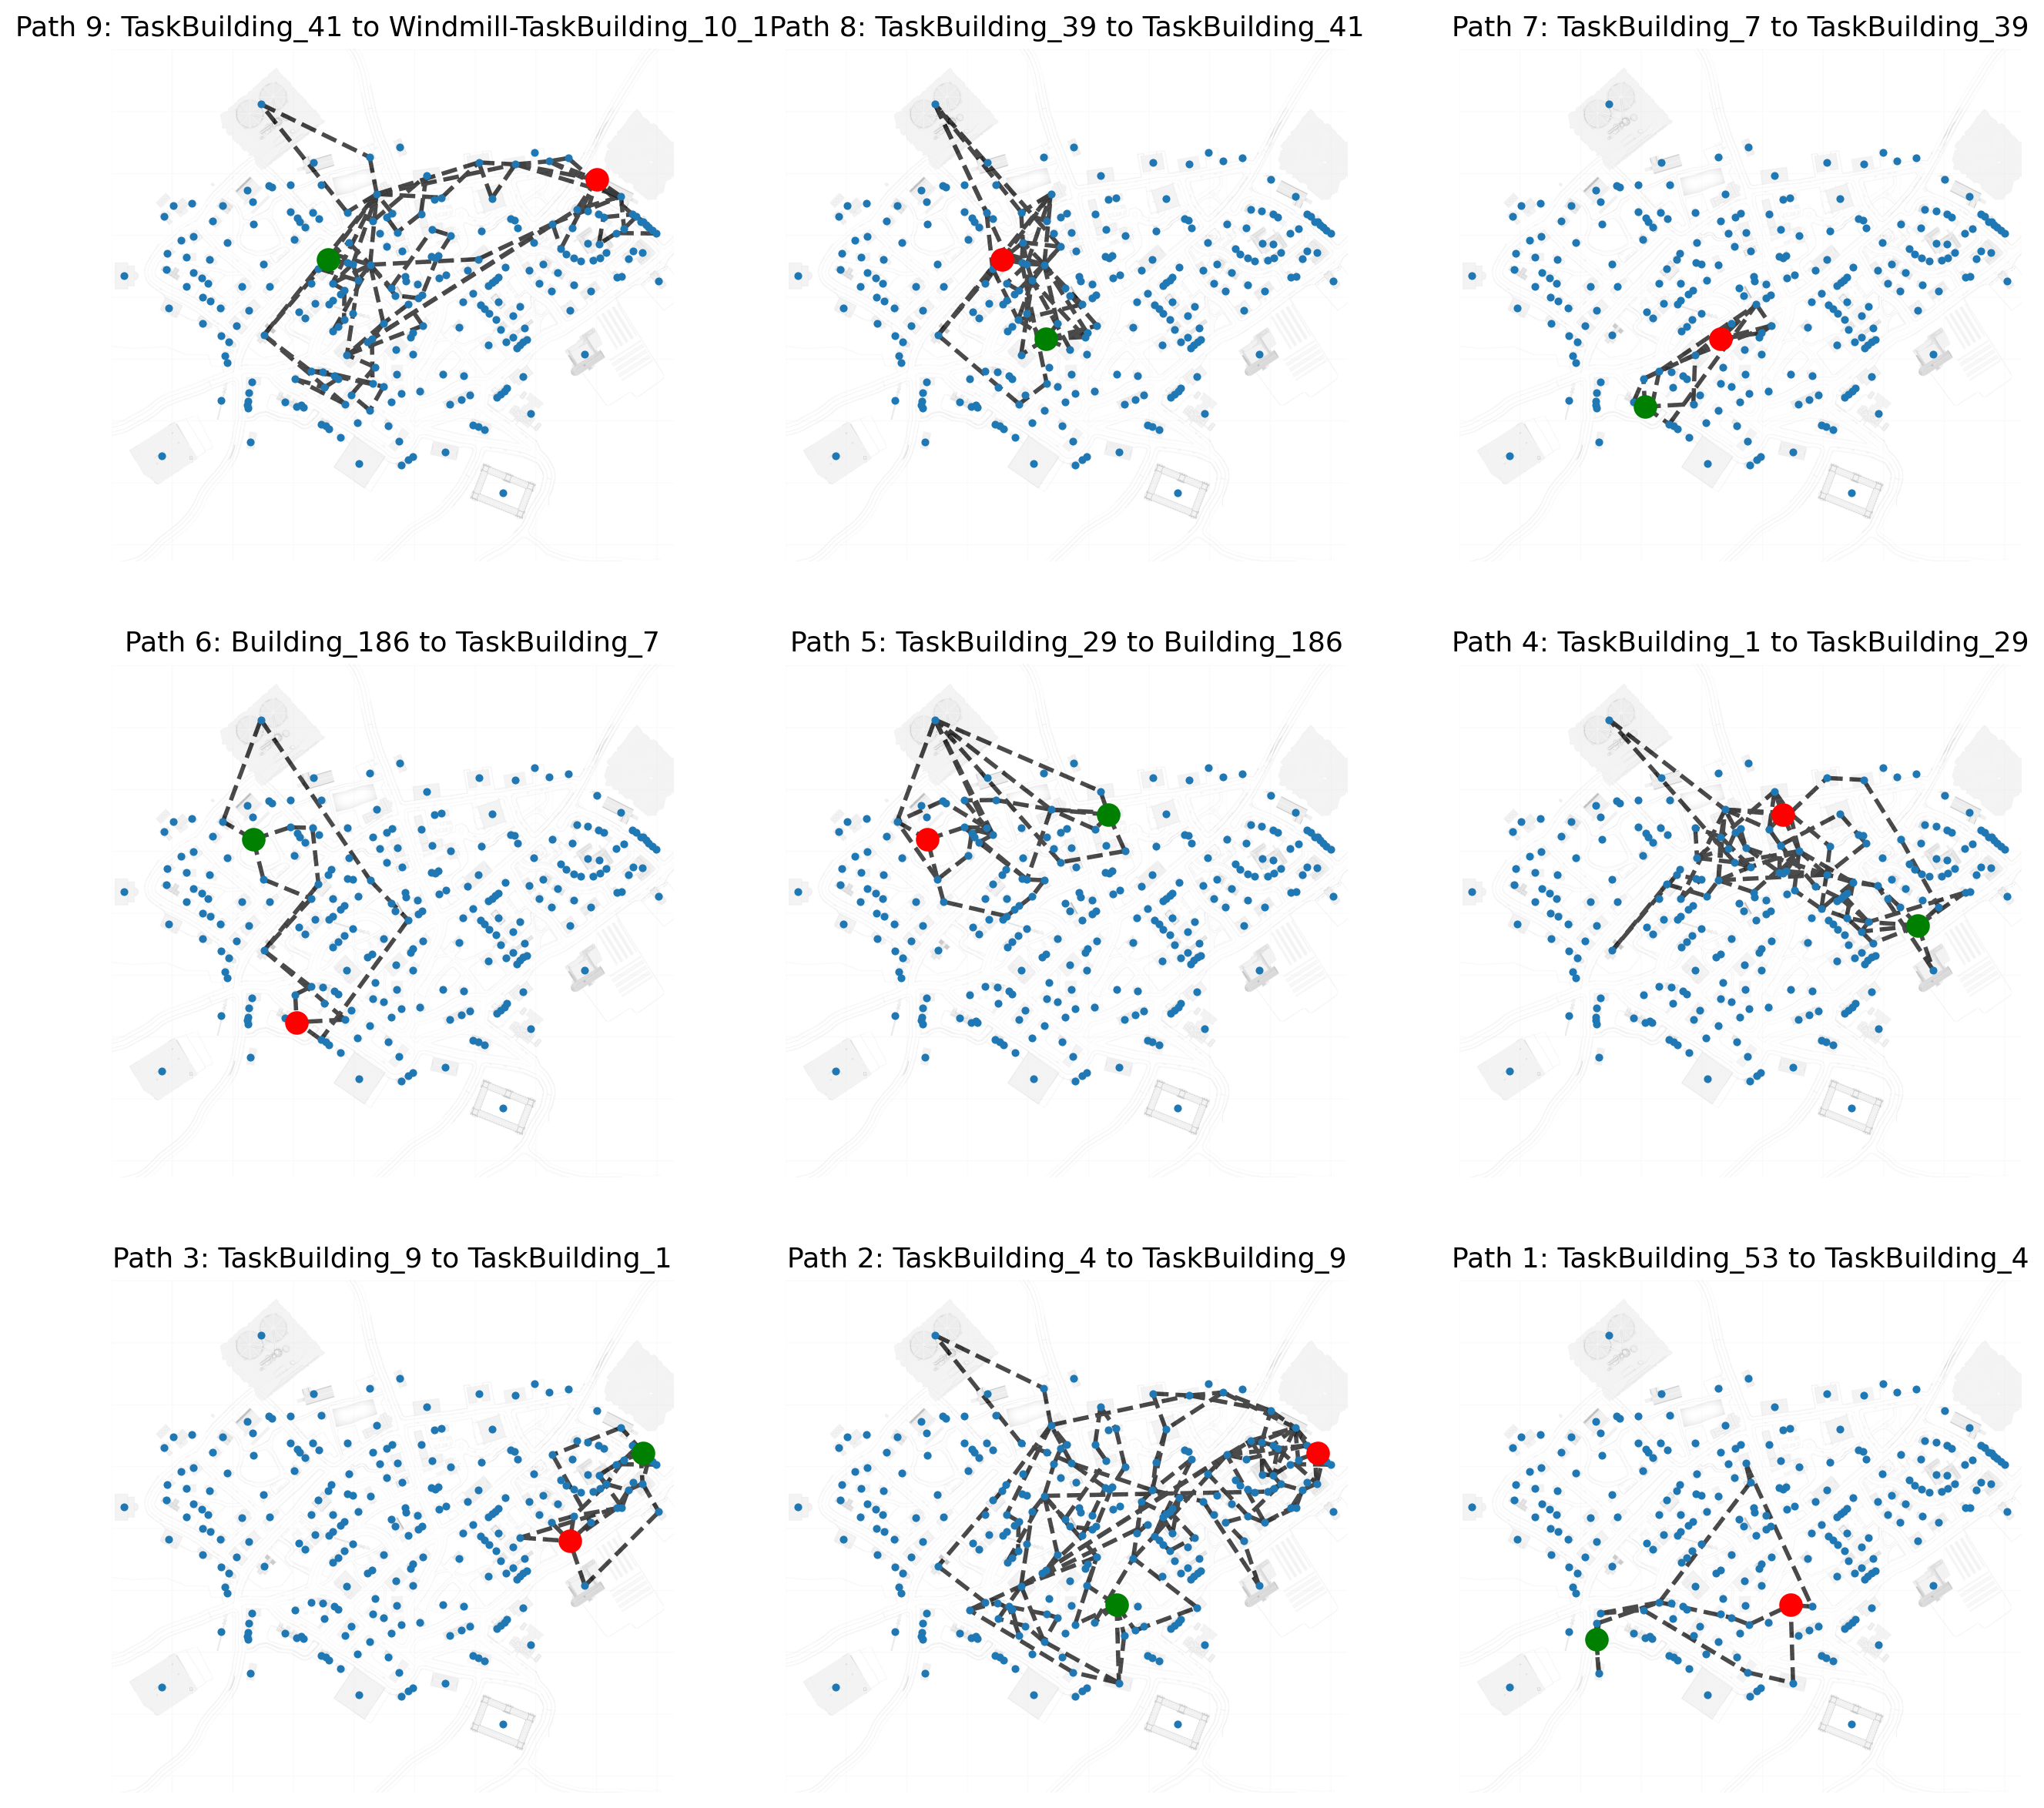 Path 9: TaskBuilding_41 to Windmill-TaskBuilding_10_1
Path 8: TaskBuilding_39 to TaskBuilding_41
Path 7: TaskBuilding_7 to TaskBuilding_39
Path 6: Building_186 to TaskBuilding_7
Path 5: TaskBuilding_29 to Building_186
Path 4: TaskBuilding_1 to TaskBuilding_29
Path 3: TaskBuilding_9 to TaskBuilding_1
Path 2: TaskBuilding_4 to TaskBuilding_9
Path 1: TaskBuilding_53 to TaskBuilding_4